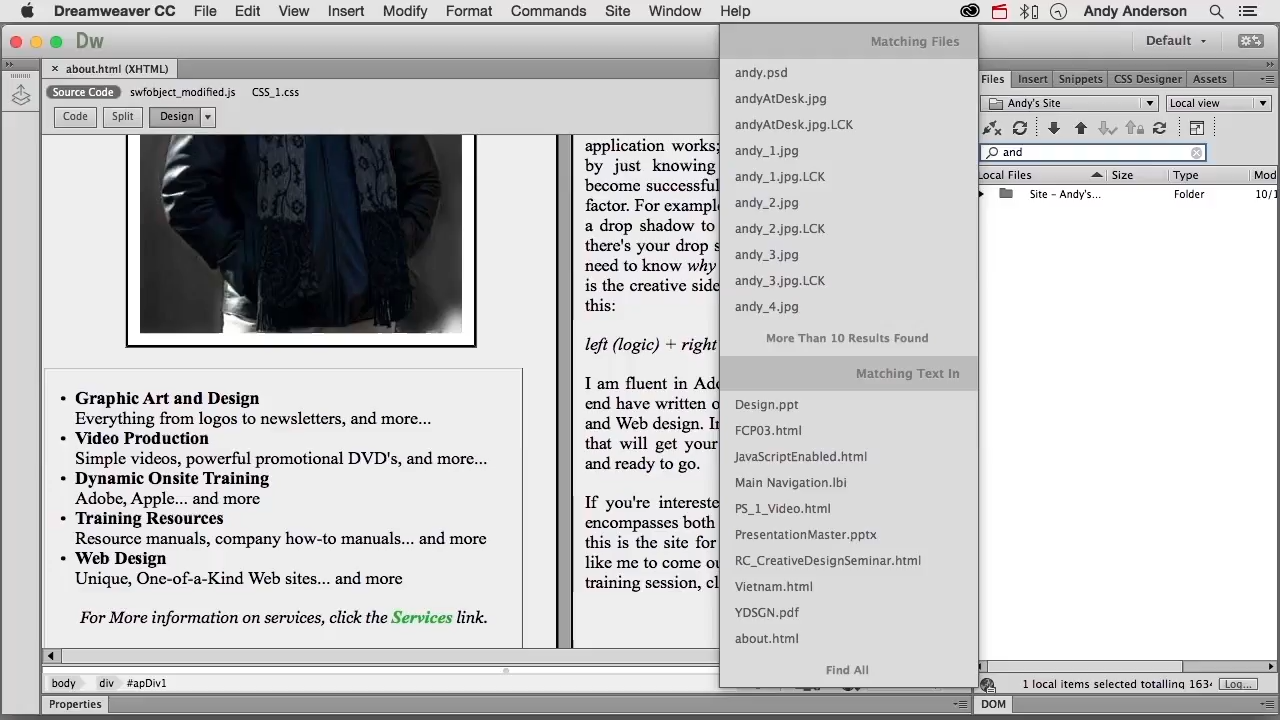 Dreamweaver CC File Edit View Insert Modify Format Commands Site Window Help Andy Anderson
Dw
Default
× about.html (XHTML)
Source Code swfobject_modified.js CSS_1.css
Code Split Design
application works;
by just knowing
become successful
factor. For example
a drop shadow to
there's your drop s
need to know why
is the creative side
this:
left (logic) + right
I am fluent in Ado
end have written o
and Web design. In
that will get your
and ready to go.
If you're intereste
encompasses both
this is the site for
like me to come ou
training session, cl
• Graphic Art and Design
Everything from logos to newsletters, and more...
• Video Production
Simple videos, powerful promotional DVD's, and more...
• Dynamic Onsite Training
Adobe, Apple... and more
• Training Resources
Resource manuals, company how-to manuals... and more
• Web Design
Unique, One-of-a-Kind Web sites... and more
For More information on services, click the Services link.
body div #apDiv1
Properties
Matching Files
andy.psd
andyAtDesk.jpg
andyAtDesk.jpg.LCK
andy_1.jpg
andy_1.jpg.LCK
andy_2.jpg
andy_2.jpg.LCK
andy_3.jpg
andy_3.jpg.LCK
andy_4.jpg
More Than 10 Results Found
Matching Text In
Design.ppt
FCP03.html
JavaScriptEnabled.html
Main Navigation.lbi
PS_1_Video.html
PresentationMaster.pptx
RC_CreativeDesignSeminar.html
Vietnam.html
YDSGN.pdf
about.html
Find All
Files Insert Snippets CSS Designer Assets
Andy's Site Local view
and
Local Files Size Type Mod
Site – Andy's... Folder 10/1
1 local items selected totalling 1634 Log...
DOM